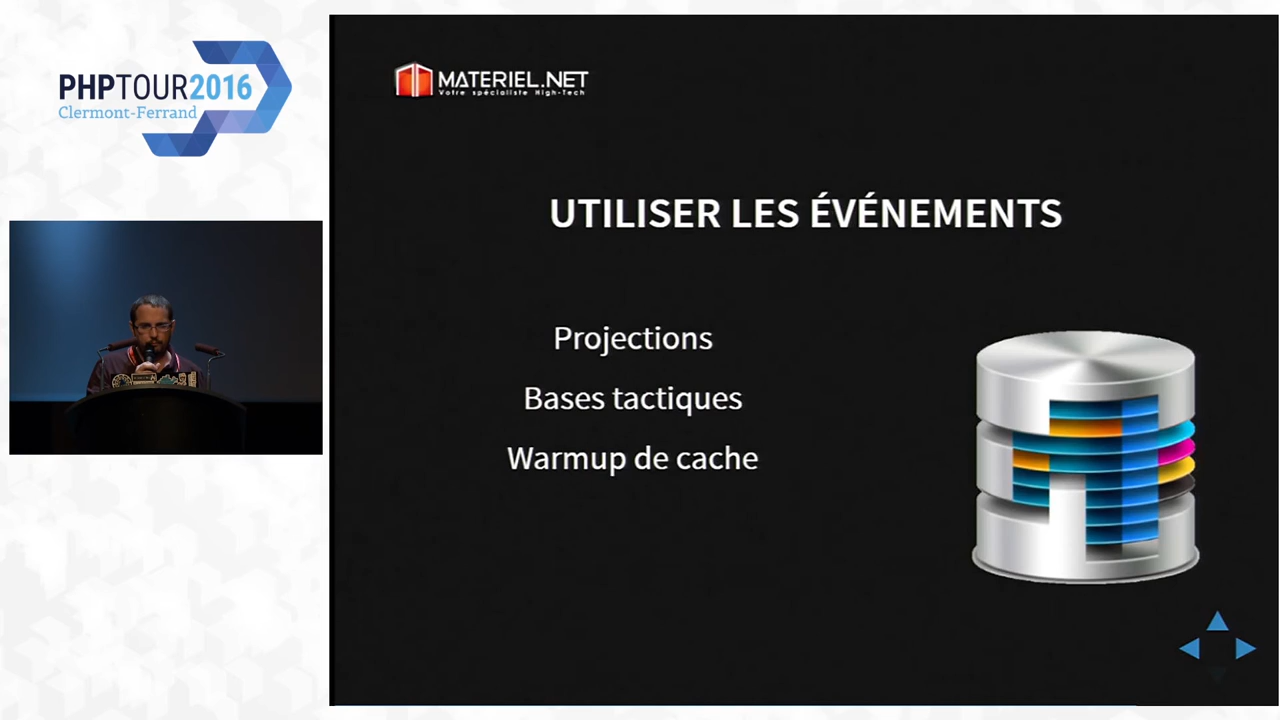 PHPTOUR2016
Clermont-Ferrand
MATERIEL.NET
Votre spécialiste High-Tech
UTILISER LES ÉVÉNEMENTS
Projections
Bases tactiques
Warmup de cache